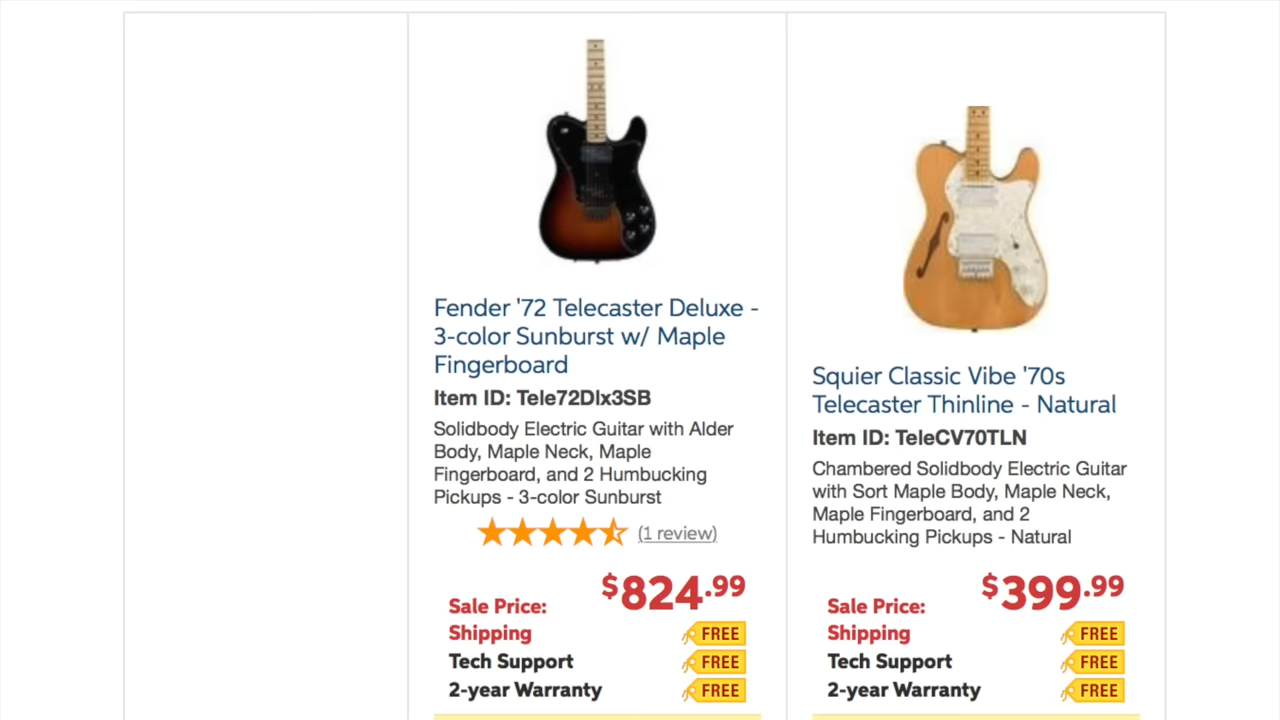 Fender '72 Telecaster Deluxe -
3-color Sunburst w/ Maple
Fingerboard
Item ID: Tele72Dlx3SB
Solidbody Electric Guitar with Alder
Body, Maple Neck, Maple
Fingerboard, and 2 Humbucking
Pickups - 3-color Sunburst
(1 review)
$824.99
Sale Price:
Shipping FREE
Tech Support FREE
2-year Warranty FREE
Squier Classic Vibe '70s
Telecaster Thinline - Natural
Item ID: TeleCV70TLN
Chambered Solidbody Electric Guitar
with Sort Maple Body, Maple Neck,
Maple Fingerboard, and 2
Humbucking Pickups - Natural
$399.99
Sale Price:
Shipping FREE
Tech Support FREE
2-year Warranty FREE